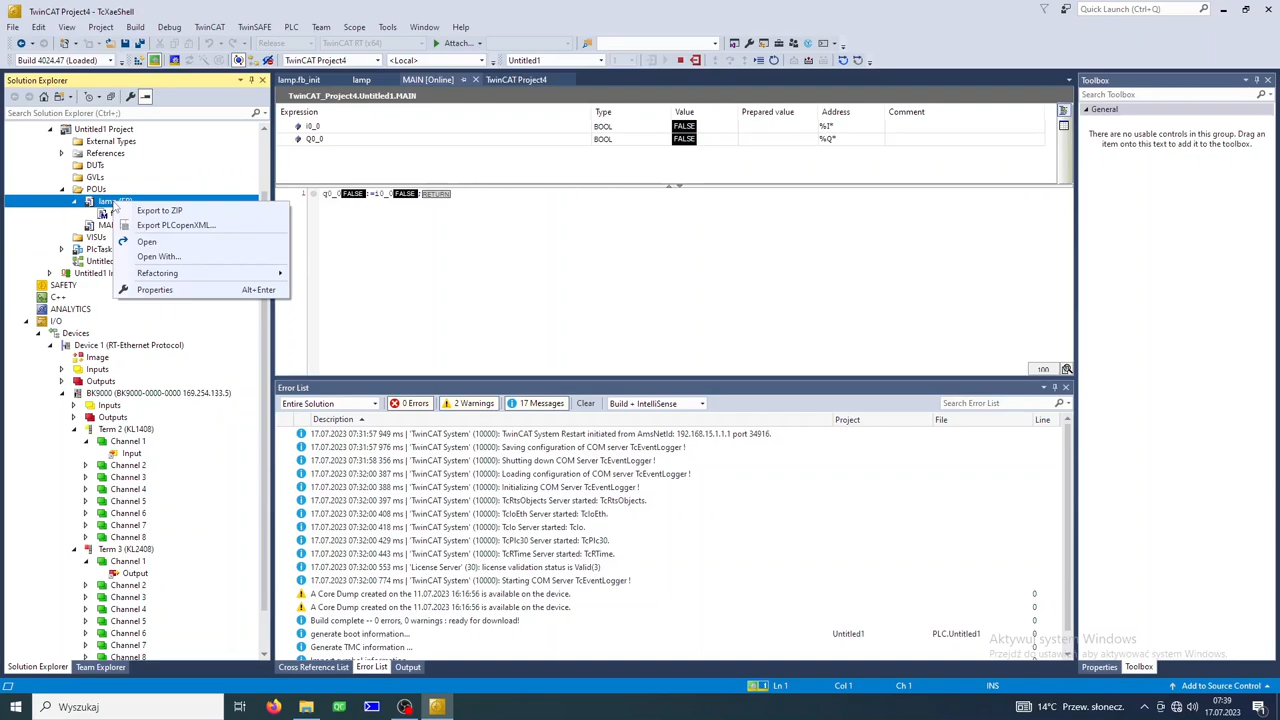 TwinCAT Project4 - TcXaeShell
Quick Launch (Ctrl+Q)
File Edit View Project Build Debug TwinCAT TwinSAFE PLC Team Scope Tools Window Help
Release TwinCAT RT (x64) Attach...
Build 4024.47 (Loaded) TwinCAT Project4 <Local> Untitled1
Solution Explorer
Search Solution Explorer (Ctrl+;)
Untitled1 Project
External Types
References
DUTs
GVLs
POUs
VISUs
I/O
SAFETY
C++
ANALYTICS
Devices
Device 1 (RT-Ethernet Protocol)
Image
Inputs
Outputs
BK9000 (BK9000-0000-0000 169.254.133.5)
Inputs
Outputs
Term 2 (KL1408)
Channel 1
Input
Channel 2
Channel 3
Channel 4
Channel 5
Channel 6
Channel 7
Channel 8
Term 3 (KL2408)
Channel 1
Output
Channel 2
Channel 3
Channel 4
Channel 5
Channel 6
Channel 7
Channel 8
Solution Explorer Team Explorer
Export to ZIP
Export PLCopenXML...
Open
Open With...
Refactoring
Properties Alt+Enter
lamp.fb_init lamp MAIN [Online] TwinCAT Project4
TwinCAT_Project4.Untitled1.MAIN
Expression Type Value Prepared value Address Comment
i0_0 BOOL FALSE %I*
Q0_0 BOOL FALSE %Q*
1 q0_0 FALSE :=i0_0 FALSE ; RETURN
100
Error List
Entire Solution 0 Errors 2 Warnings 17 Messages Clear Build + IntelliSense Search Error List
Description Project File Line
17.07.2023 07:31:57 949 ms | 'TwinCAT System' (10000): TwinCAT System Restart initiated from AmsNetId: 192.168.15.1.1.1 port 34916.
17.07.2023 07:31:57 976 ms | 'TwinCAT System' (10000): Saving configuration of COM server TcEventLogger !
17.07.2023 07:31:58 356 ms | 'TwinCAT System' (10000): Shutting down COM Server TcEventLogger !
17.07.2023 07:32:00 387 ms | 'TwinCAT System' (10000): Loading configuration of COM server TcEventLogger !
17.07.2023 07:32:00 388 ms | 'TwinCAT System' (10000): Initializing COM Server TcEventLogger !
17.07.2023 07:32:00 397 ms | 'TwinCAT System' (10000): TcRtsObjects Server started: TcRtsObjects.
17.07.2023 07:32:00 408 ms | 'TwinCAT System' (10000): TcIoEth Server started: TcIoEth.
17.07.2023 07:32:00 418 ms | 'TwinCAT System' (10000): TcIo Server started: TcIo.
17.07.2023 07:32:00 429 ms | 'TwinCAT System' (10000): TcPlc30 Server started: TcPlc30.
17.07.2023 07:32:00 443 ms | 'TwinCAT System' (10000): TcRTime Server started: TcRTime.
17.07.2023 07:32:00 553 ms | 'License Server' (30): license validation status is Valid(3)
17.07.2023 07:32:00 774 ms | 'TwinCAT System' (10000): Starting COM Server TcEventLogger !
A Core Dump created on the 11.07.2023 16:16:56 is available on the device. 0
A Core Dump created on the 11.07.2023 16:16:56 is available on the device. 0
Build complete -- 0 errors, 0 warnings : ready for download! 0
generate boot information... Untitled1 PLC.Untitled1 0
generate TMC information ... 0
Cross Reference List Error List Output
Toolbox
Search Toolbox
General
There are no usable controls in this group. Drag an
item onto this text to add it to the toolbox.
Aktywuj system Windows
Przejdź do ustawień, aby aktywować system Windows.
Properties Toolbox
Ln 1 Col 1 Ch 1 INS Add to Source Control
Wyszukaj
14°C Przew. słonecz.
07:39
17.07.2023